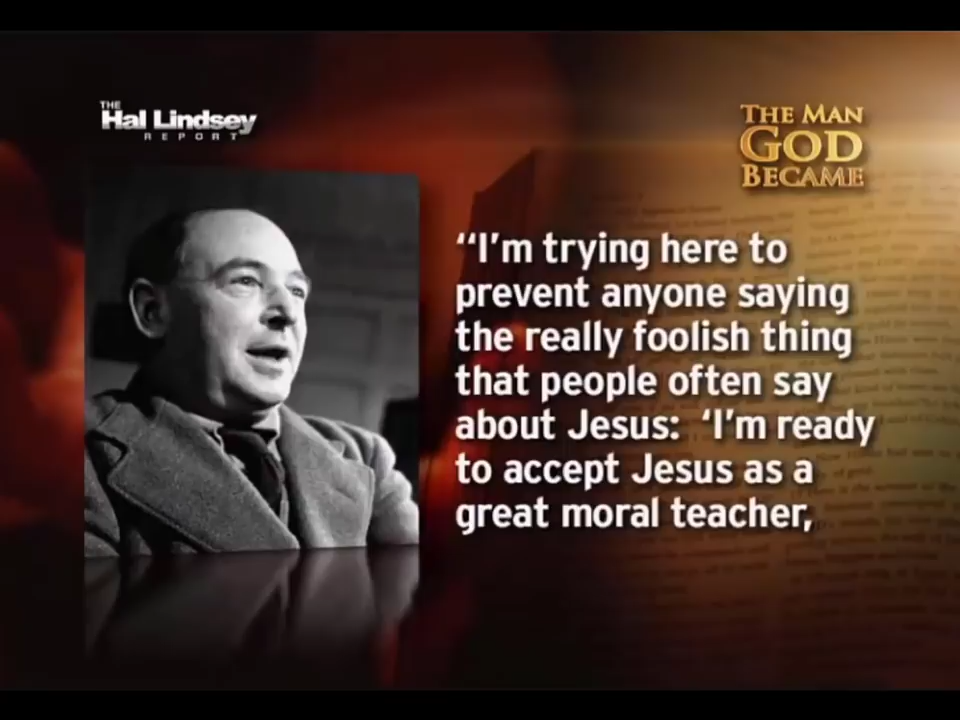 THE
Hal Lindsey
REPORT
THE MAN
GOD
BECAME
“I’m trying here to
prevent anyone saying
the really foolish thing
that people often say
about Jesus: ‘I’m ready
to accept Jesus as a
great moral teacher,